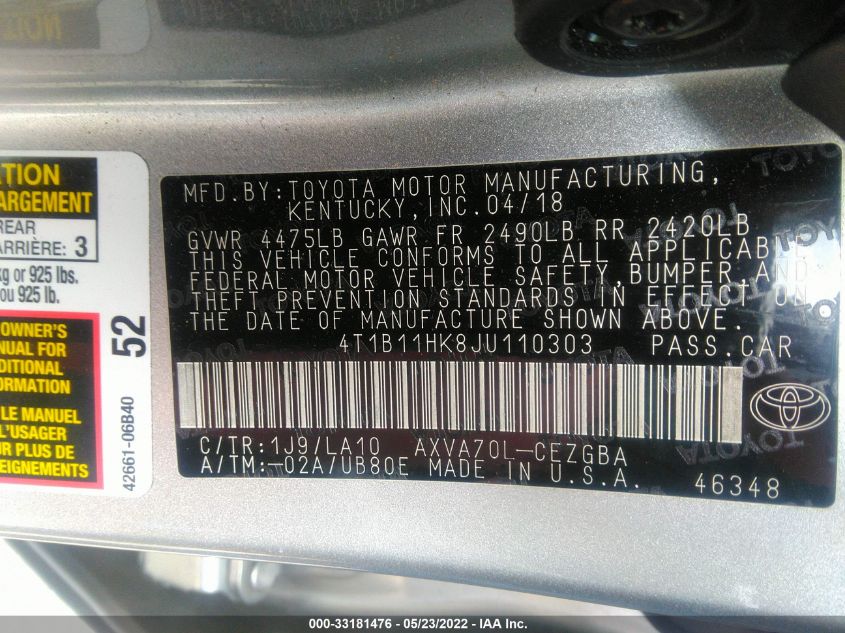 TION
ARGEMENT
REAR
ARRIÈRE: 3
kg or 925 lbs.
ou 925 lb.
OWNER'S
NUAL FOR
DITIONAL
ORMATION
LE MANUEL
L'USAGER
UR PLUS DE
SEIGNEMENTS
52
42661-06B40
MFD.BY:TOYOTA MOTOR MANUFACTURING,
KENTUCKY,INC.04/18
GVWR 4475LB GAWR FR 2490LB RR 2420LB
THIS VEHICLE CONFORMS TO ALL APPLICABLE
FEDERAL MOTOR VEHICLE SAFETY,BUMPER,AND
THEFT PREVENTION STANDARDS IN EFFECT ON
THE DATE OF MANUFACTURE SHOWN ABOVE.
4T1B11HK8JU110303 PASS.CAR
C/TR:1J9/LA10 AXVA70L-CEZGBA
A/TM:-02A/UB80E MADE IN U.S.A.
46348
000-33181476 - 05/23/2022 - IAA Inc.